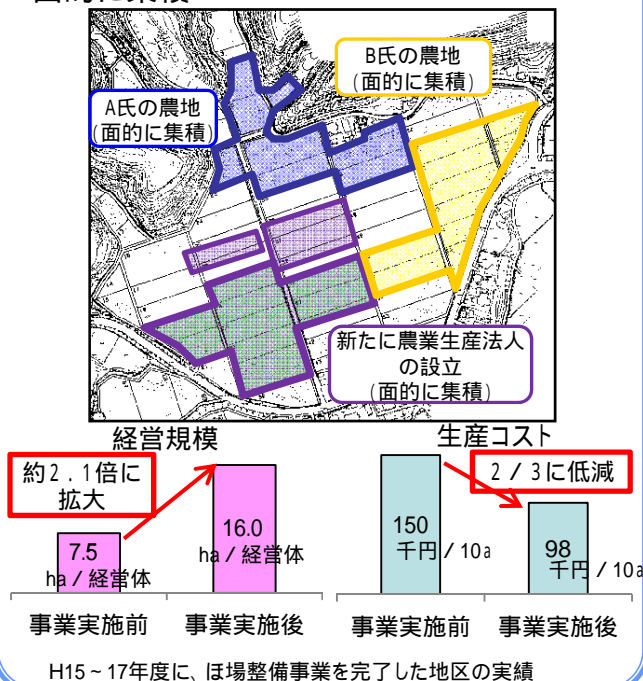 B氏の農地
(面的に集積)
A氏の農地
(面的に集積)
新たに農業生産法人
の設立
(面的に集積)
経営規模
生産コスト
約2.1倍に
拡大
2/3に低減
7.5
ha/経営体
16.0
ha/経営体
150
千円/10a
98
千円/10a
事業実施前
事業実施後
事業実施前
事業実施後
H15~17年度に、ほ場整備事業を完了した地区の実績